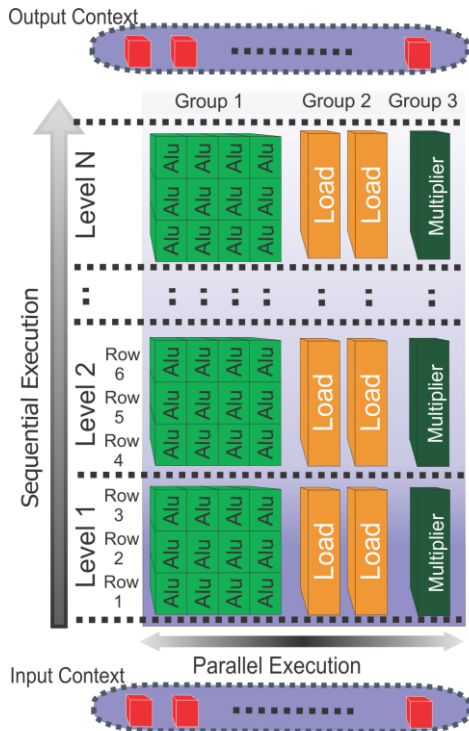 Output Context
Group 1 Group 2 Group 3
Level N
Alu Alu Alu Alu
Alu Alu Alu Alu
Alu Alu Alu Alu
Load Load
Multiplier
Sequential Execution
Level 2
Row 6
Alu Alu Alu Alu
Row 5
Alu Alu Alu Alu
Row 4
Alu Alu Alu Alu
Load Load
Multiplier
Level 1
Row 3
Alu Alu Alu Alu
Row 2
Alu Alu Alu Alu
Row 1
Alu Alu Alu Alu
Load Load
Multiplier
Parallel Execution
Input Context